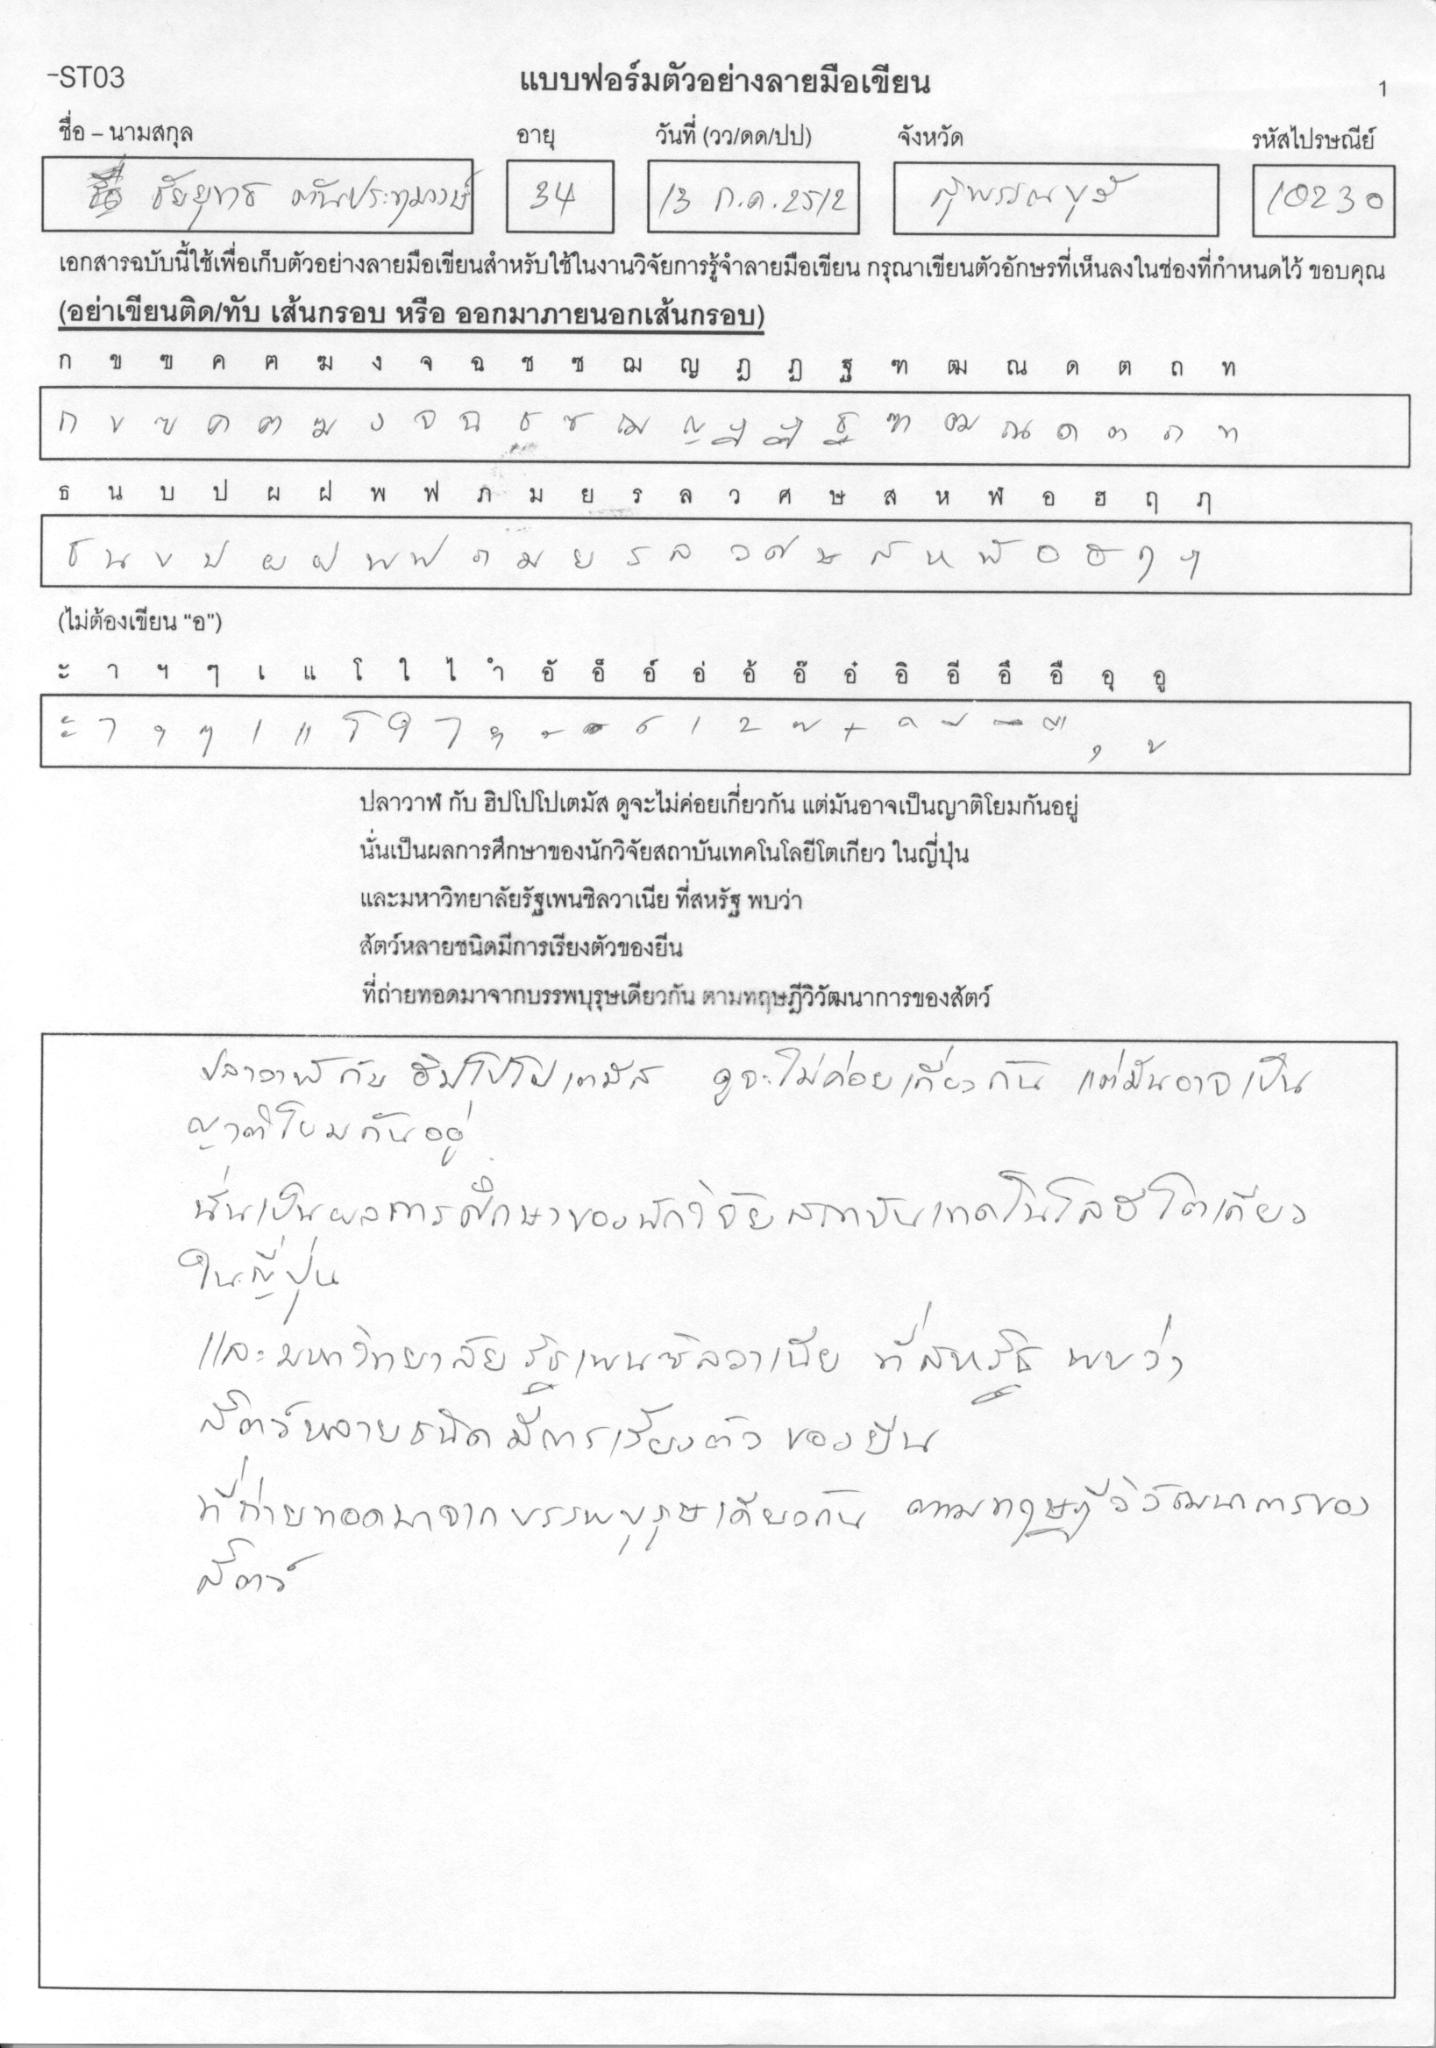 -ST03
แบบฟอร์มตัวอย่างลายมือเขียน
1
ชื่อ – นามสกุล อายุ วันที่ (วว/ดด/ปป) จังหวัด รหัสไปรษณีย์
ชัยยุทธ 34 13 ก.ค. 2512 สุพรรณบุรี 10230
เอกสารฉบับนี้ใช้เพื่อเก็บตัวอย่างลายมือเขียนสำหรับใช้ในงานวิจัยการรู้จำลายมือเขียน กรุณาเขียนตัวอักษรที่เห็นลงในช่องที่กำหนดไว้ ขอบคุณ
(อย่าเขียนติด/ทับ เส้นกรอบ หรือ ออกมาภายนอกเส้นกรอบ)
ก ข ฃ ค ฅ ฆ ง จ ฉ ช ซ ฌ ญ ฎ ฏ ฐ ฑ ฒ ณ ด ต ถ ท
ก ข ฃ ค ฅ ฆ ง จ ฉ ช ซ ฌ ญ ฎ ฏ ฐ ฑ ฒ ณ ด ต ถ ท
ธ น บ ป ผ ฝ พ ฟ ภ ม ย ร ล ว ศ ษ ส ห ฬ อ ฮ ฤ ฦ
ธ น บ ป ผ ฝ พ ฟ ภ ม ย ร ล ว ศ ษ ส ห ฬ อ ฮ ฤ ฦ
(ไม่ต้องเขียน “อ”)
ะ า ฯ ๆ เ แ โ ใ ไ ำ อั อ็ อ์ อ่ อ้ อ๊ อ๋ อิ อี อึ อื อุ อู
ะ า ฯ ๆ เ แ โ ใ ไ ำ ั ็ ์ ่ ้ ๊ ๋ ิ ี ึ ื ุ ู
ปลาวาฬ กับ ฮิปโปโปเตมัส ดูจะไม่ค่อยเกี่ยวกัน แต่มันอาจเป็นญาติโยมกันอยู่
นั่นเป็นผลการศึกษาของนักวิจัยสถาบันเทคโนโลยีโตเกียว ในญี่ปุ่น
และมหาวิทยาลัยรัฐเพนซิลวาเนีย ที่สหรัฐ พบว่า
สัตว์หลายชนิดมีการเรียงตัวของยีน
ที่ถ่ายทอดมาจากบรรพบุรุษเดียวกัน ตามทฤษฎีวิวัฒนาการของสัตว์
ปลาวาฬ กับ ฮิปโปโปเตมัส ดูจะไม่ค่อยเกี่ยวกัน แต่มันอาจเป็น
ญาติโยมกันอยู่
นั่นเป็นผลการศึกษาของนักวิจัยสถาบันเทคโนโลยีโตเกียว
ในญี่ปุ่น
และมหาวิทยาลัยรัฐเพนซิลวาเนีย ที่สหรัฐ พบว่า
สัตว์หลายชนิดมีการเรียงตัวของยีน
ที่ถ่ายทอดมาจากบรรพบุรุษเดียวกัน ตามทฤษฎีวิวัฒนาการของ
สัตว์